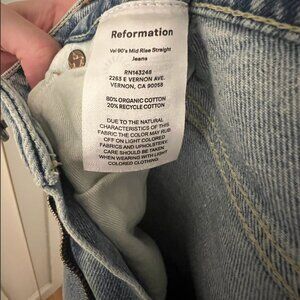 Reformation
Val 90's Mid Rise Straight
Jeans
RN143246
2263 E VERNON AVE.
VERNON, CA 90058
80% ORGANIC COTTON
20% RECYCLE COTTON
DUE TO THE NATURAL
CHARACTERISTICS OF THIS
FABRIC THE COLOR MAY RUB
OFF ON LIGHT COLORED
FABRICS AND UPHOLSTERY.
CARE SHOULD BE TAKEN
WHEN WEARING WITH LIGHT
COLORED CLOTHING.